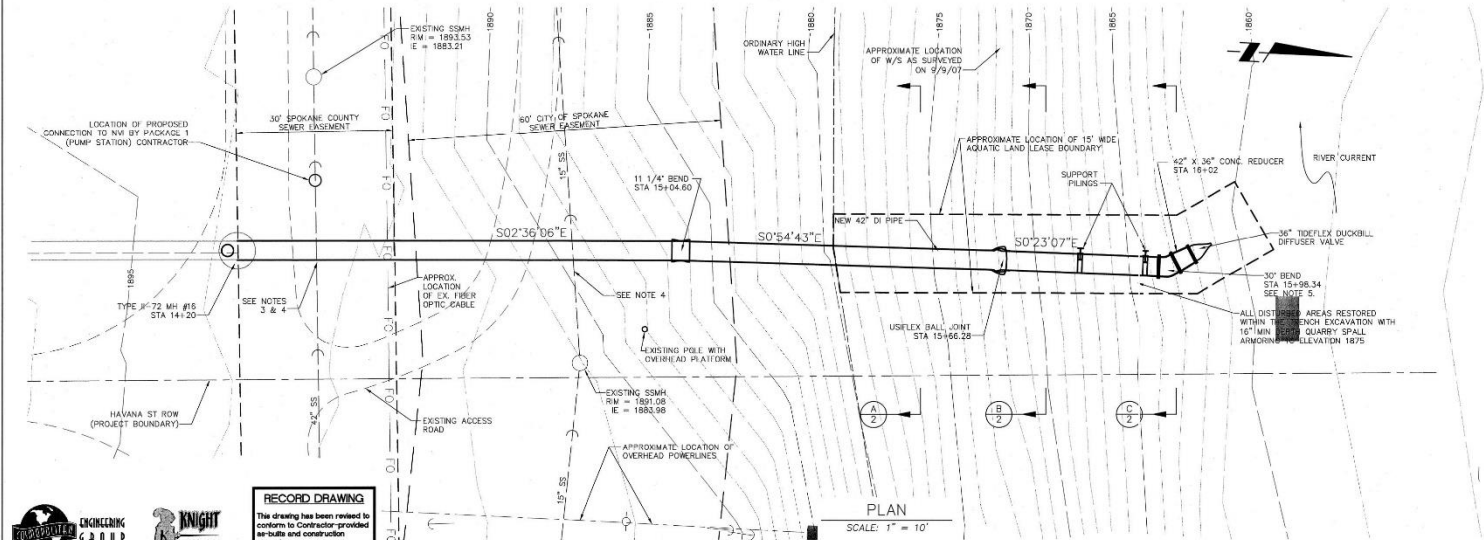 1890
1885
1880
1875
1870
1865
1860
EXISTING SSMH
RIM = 1893.53
IE = 1883.21
ORDINARY HIGH
WATER LINE
APPROXIMATE LOCATION
OF W/S AS SURVEYED
ON 9/9/07
FO
LOCATION OF PROPOSED
CONNECTION TO NVI BY PACKAGE 1
(PUMP STATION) CONTRACTOR
30' SPOKANE COUNTY
SEWER EASEMENT
60' CITY OF SPOKANE
SEWER EASEMENT
FO
15" SS
11 1/4° BEND
STA 15+04.60
APPROXIMATE LOCATION OF 15' WIDE
AQUATIC LAND LEASE BOUNDARY
SUPPORT
PILINGS
42" X 36" CONC. REDUCER
STA 16+02
RIVER CURRENT
NEW 42" DI PIPE
S02°36'06"E
S0°54'43"E
S0°23'07"E
36" TIDEFLEX DUCKBILL
DIFFUSER VALVE
1895
TYPE II-72 MH #16
STA 14+20
SEE NOTES
3 & 4
APPROX.
LOCATION
OF EX. FIBER
OPTIC CABLE
SEE NOTE 4
30° BEND
STA 15+98.34
SEE NOTE 5.
USIFLEX BALL JOINT
STA 15+66.28
ALL DISTURBED AREAS RESTORED
WITHIN THE TRENCH EXCAVATION WITH
16" MIN DEPTH QUARRY SPALL
ARMORING TO ELEVATION 1875
EXISTING POLE WITH
OVERHEAD PLATFORM
EXISTING SSMH
RIM = 1891.08
IE = 1883.98
HAVANA ST ROW
(PROJECT BOUNDARY)
42" SS
FO
EXISTING ACCESS
ROAD
A
2
B
2
C
2
APPROXIMATE LOCATION OF
OVERHEAD POWERLINES
15" SS
FO
ENGINEERING
GROUP
KNIGHT
RECORD DRAWING
This drawing has been revised to
conform to Contractor-provided
as-builts and construction
PLAN
SCALE: 1" = 10'